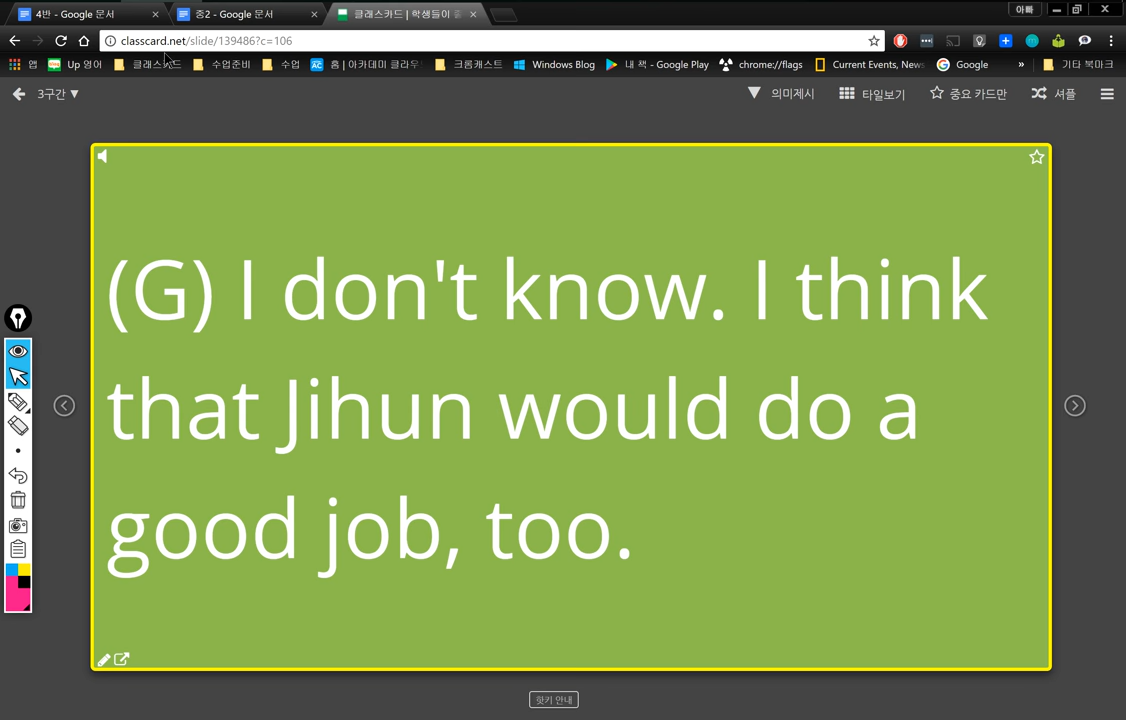 4반 - Google 문서
중2 - Google 문서
클래스카드 | 학생들이 좋
아빠
classcard.net/slide/139486?c=106
앱
Up 영어
클래스카드
수업준비
수업
홈 | 아카데미 클라우
크롬캐스트
Windows Blog
내 책 - Google Play
chrome://flags
Current Events, News
Google
»
기타 북마크
3구간 ▼
▼ 의미제시
타일보기
중요 카드만
셔플
(G) I don't know. I think
that Jihun would do a
good job, too.
핫키 안내